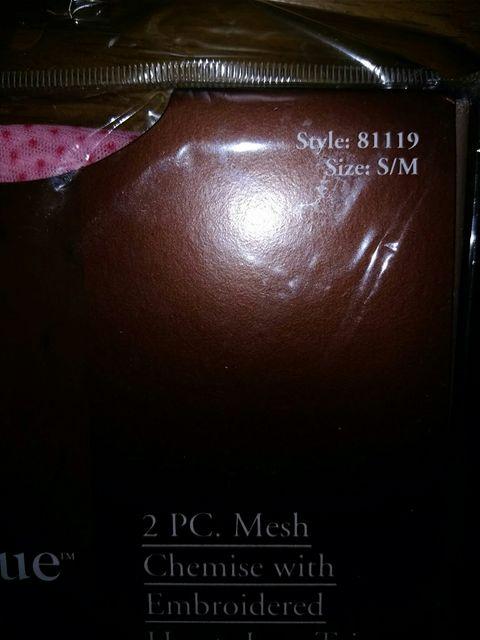 Style: 81119
Size: S/M
2 PC. Mesh
Chemise with
ue™
Embroidered